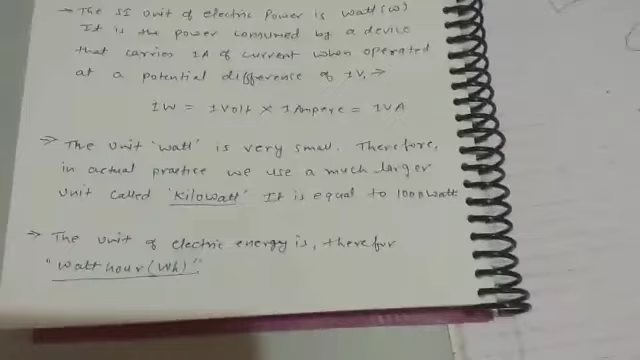 → The SI unit of electric power is watt (W)
It is the power consumed by a device
that carries 1A of current when operated
at a potential difference of 1V, →
1W = 1Volt × 1Ampere = 1VA
→ The unit 'watt' is very small. Therefore,
in actual practice we use a much larger
unit called 'kilowatt' It is equal to 1000watt
→ The unit of electric energy is, therefor
"watt hour (Wh)"